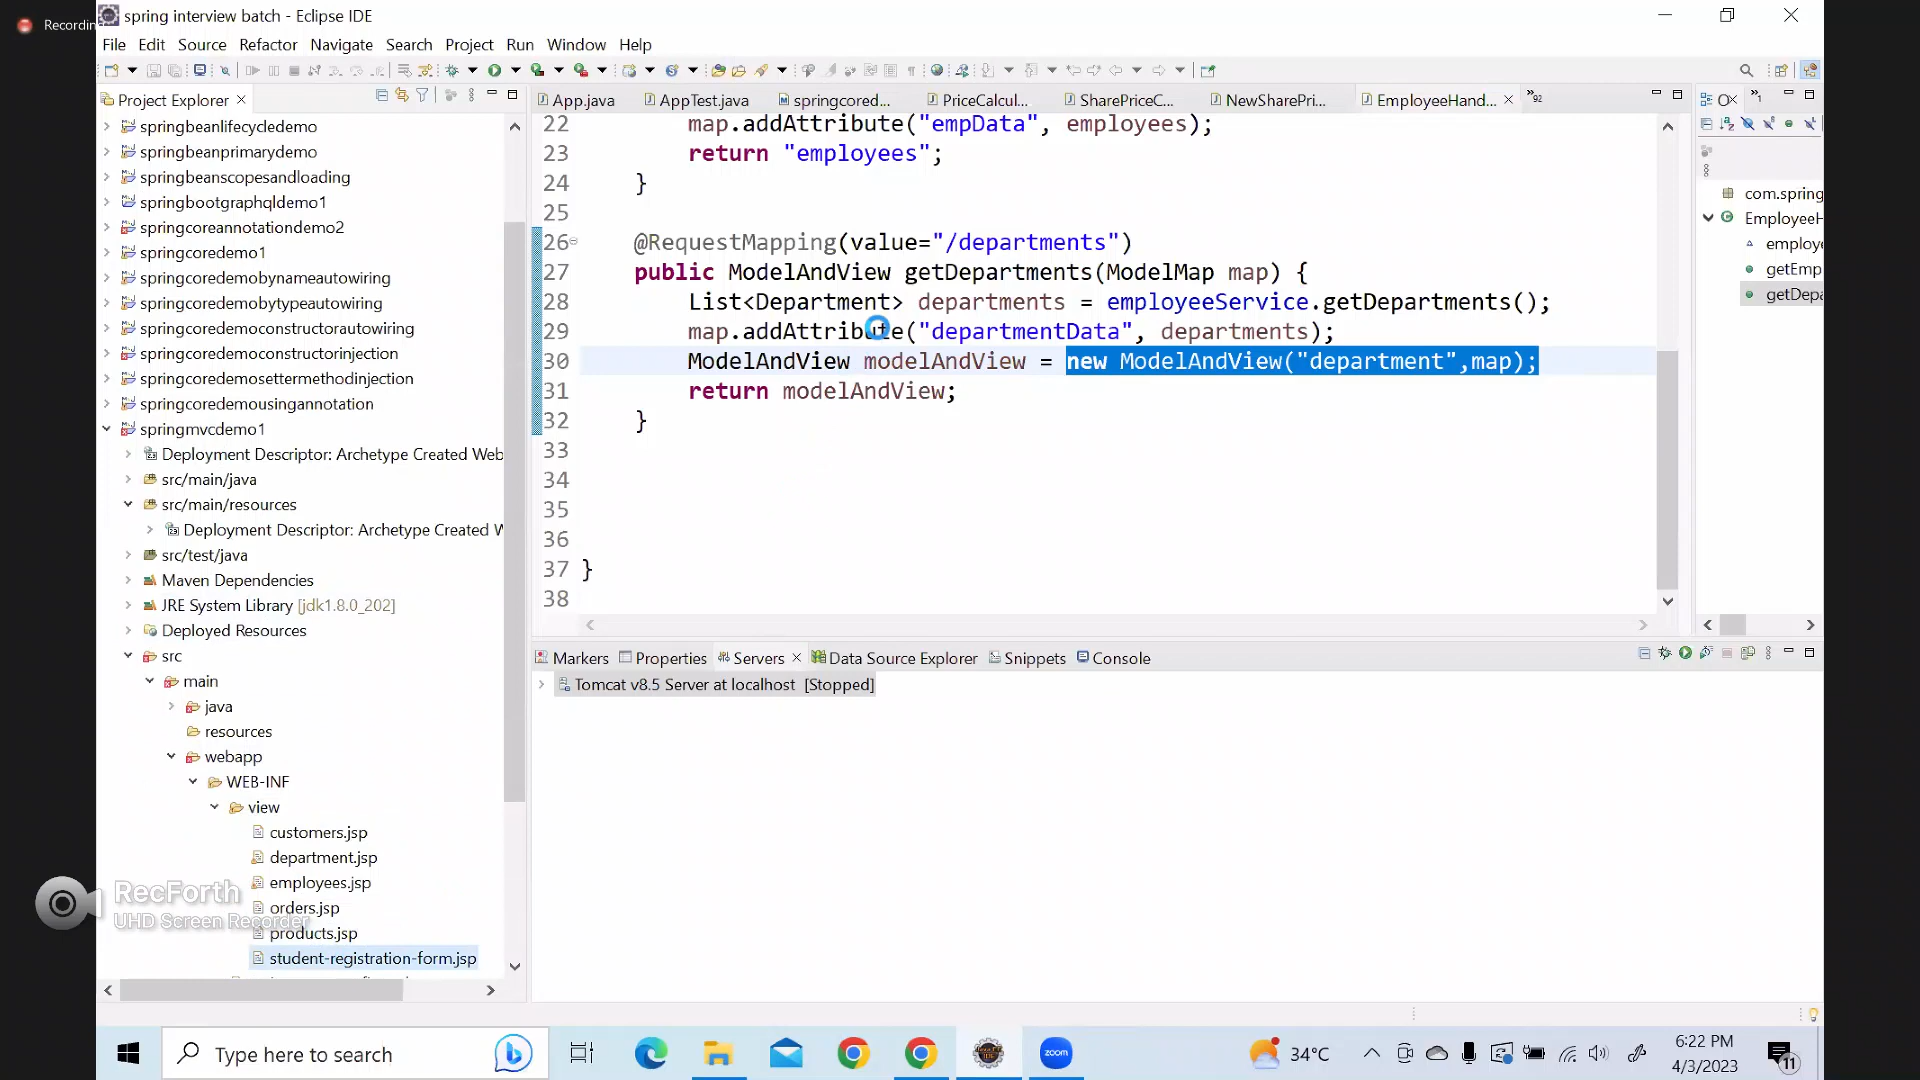 Recording
spring interview batch - Eclipse IDE
File Edit Source Refactor Navigate Search Project Run Window Help
Project Explorer
App.java
AppTest.java
springcored...
PriceCalcul...
SharePriceC...
NewSharePri...
EmployeeHand...
92
springbeanlifecycledemo
springbeanprimarydemo
springbeanscopesandloading
springbootgraphqldemo1
springcoreannotationdemo2
springcoredemo1
springcoredemobynameautowiring
springcoredemobytypeautowiring
springcoredemoconstructorautowiring
springcoredemoconstructorinjection
springcoredemosettermethodinjection
springcoredemousingannotation
springmvcdemo1
Deployment Descriptor: Archetype Created Web
src/main/java
src/main/resources
Deployment Descriptor: Archetype Created W
src/test/java
Maven Dependencies
JRE System Library [jdk1.8.0_202]
Deployed Resources
src
main
java
resources
webapp
WEB-INF
view
customers.jsp
department.jsp
employees.jsp
orders.jsp
products.jsp
student-registration-form.jsp
RecForth
UHD Screen Recorder
22 map.addAttribute("empData", employees);
23 return "employees";
24 }
25
26 @RequestMapping(value="/departments")
27 public ModelAndView getDepartments(ModelMap map) {
28 List<Department> departments = employeeService.getDepartments();
29 map.addAttribute("departmentData", departments);
30 ModelAndView modelAndView = new ModelAndView("department",map);
31 return modelAndView;
32 }
33
34
35
36
37 }
38
com.spring
EmployeeH
employe
getEmp
getDepa
Markers Properties Servers Data Source Explorer Snippets Console
Tomcat v8.5 Server at localhost [Stopped]
Type here to search
zoom
34°C
6:22 PM
4/3/2023
11